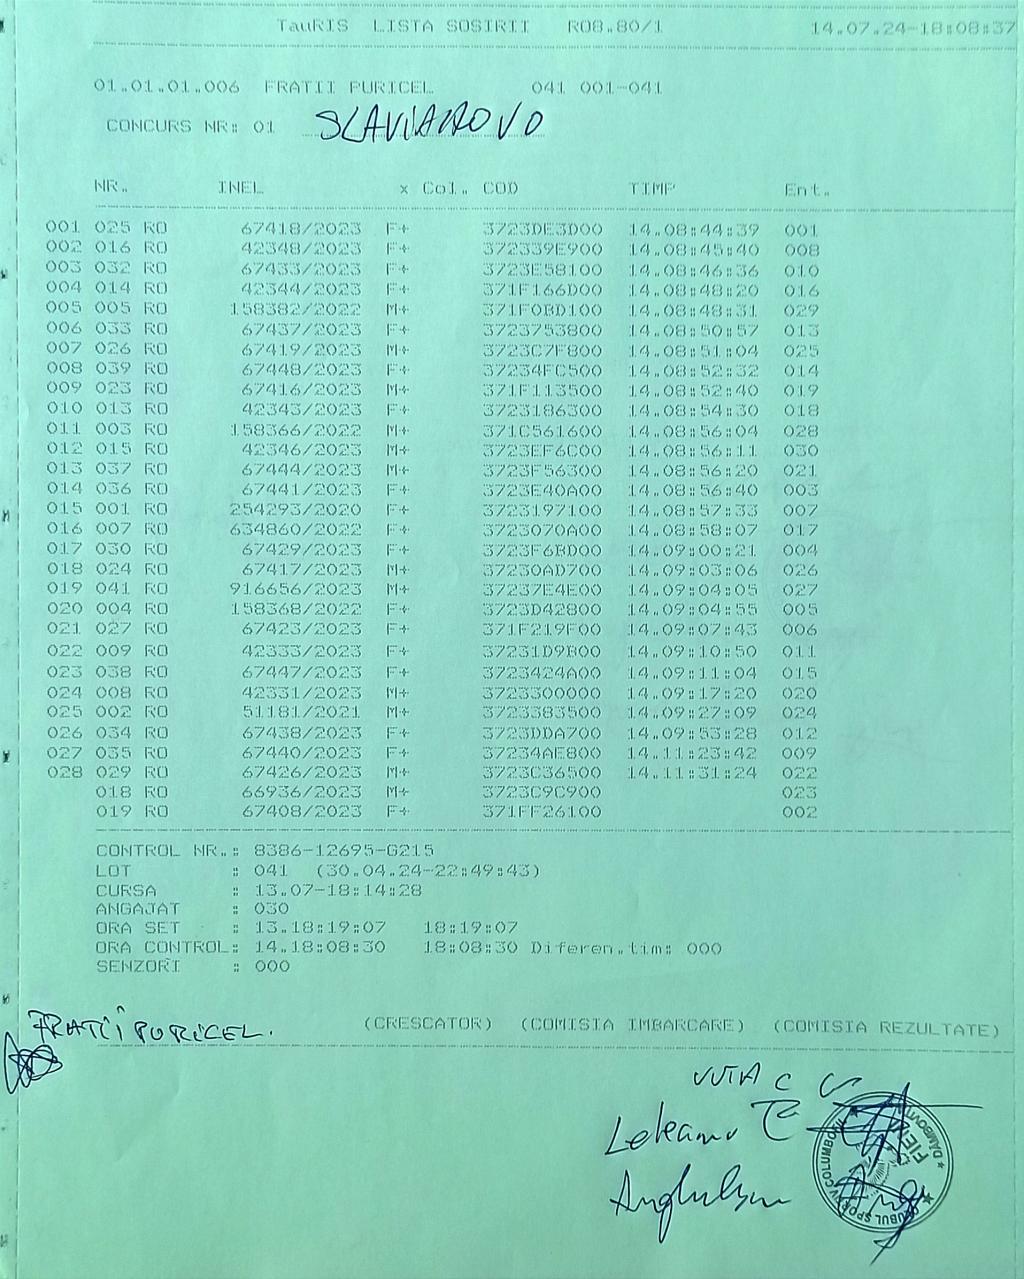 TauRIS LISTA SOSIRII R08.80/1 14.07.24-18:08:37
01.01.01.006 FRATII PURICEL 041 001-041
CONCURS NR: 01 SLAVIANOVO
NR. INEL x Col. COD TIMP Ent.
001 025 RO 67418/2023 F+ 3723DE3D00 14.08:44:39 001
002 016 RO 42348/2023 F+ 372339E900 14.08:45:40 008
003 032 RO 67433/2023 F+ 3723E58100 14.08:46:36 010
004 014 RO 42344/2023 F+ 371F166D00 14.08:48:20 016
005 005 RO 158382/2022 M+ 371F0BD100 14.08:48:31 029
006 033 RO 67437/2023 F+ 3723753800 14.08:50:57 013
007 026 RO 67419/2023 M+ 3723C7F800 14.08:51:04 025
008 039 RO 67448/2023 F+ 37234FC500 14.08:52:32 014
009 023 RO 67416/2023 M+ 371F113500 14.08:52:40 019
010 013 RO 42343/2023 F+ 3723186300 14.08:54:30 018
011 003 RO 158366/2022 M+ 371C561600 14.08:56:04 028
012 015 RO 42346/2023 M+ 3723EF6C00 14.08:56:11 030
013 037 RO 67444/2023 M+ 3723F56300 14.08:56:20 021
014 036 RO 67441/2023 F+ 3723E40A00 14.08:56:40 003
015 001 RO 254293/2020 F+ 3723197100 14.08:57:33 007
016 007 RO 634860/2022 F+ 3723070A00 14.08:58:07 017
017 030 RO 67429/2023 F+ 3723F6BD00 14.09:00:21 004
018 024 RO 67417/2023 M+ 37230AD700 14.09:03:06 026
019 041 RO 916656/2023 M+ 37237E4E00 14.09:04:05 027
020 004 RO 158368/2022 F+ 3723D42800 14.09:04:55 005
021 027 RO 67423/2023 F+ 371F219F00 14.09:07:43 006
022 009 RO 42333/2023 F+ 37231D9B00 14.09:10:50 011
023 038 RO 67447/2023 F+ 3723424A00 14.09:11:04 015
024 008 RO 42331/2023 M+ 3723300000 14.09:17:20 020
025 002 RO 51181/2021 M+ 3723383500 14.09:27:09 024
026 034 RO 67438/2023 F+ 3723DDA700 14.09:53:28 012
027 035 RO 67440/2023 F+ 37234AE800 14.11:23:42 009
028 029 RO 67426/2023 M+ 3723C36500 14.11:31:24 022
018 RO 66936/2023 M+ 3723C9C900 023
019 RO 67408/2023 F+ 371FF26100 002
CONTROL NR.: 8386-12695-G215
LOT : 041 (30.04.24-22:49:43)
CURSA : 13.07-18:14:28
ANGAJAT : 030
ORA SET : 13.18:19:07 18:19:07
ORA CONTROL: 14.18:08:30 18:08:30 Diferen.tim: 000
SENZORI : 000
FRATII PURICEL. (CRESCATOR) (COMISIA IMBARCARE) (COMISIA REZULTATE)
VUTA C